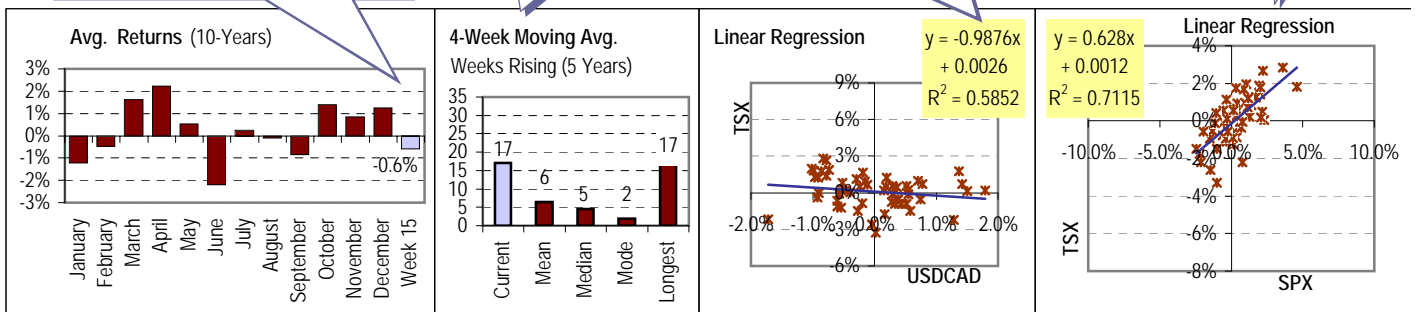 Avg. Returns (10-Years)
3%
2%
1%
0%
-1%
-2%
-3%
-0.6%
January
February
March
April
May
June
July
August
September
October
November
December
Week 15
4-Week Moving Avg.
Weeks Rising (5 Years)
35
30
25
20
15
10
5
0
17
6
5
2
17
Current
Mean
Median
Mode
Longest
Linear Regression
y = -0.9876x
+ 0.0026
R2 = 0.5852
TSX
9%
6%
3%
0%
-3%
-6%
-2.0% -1.0% 0.0% 1.0% 2.0%
USDCAD
Linear Regression
y = 0.628x
+ 0.0012
R2 = 0.7115
4%
2%
0%
-2%
-4%
-6%
-8%
-10.0% -5.0% 0.0% 5.0% 10.0%
TSX
SPX